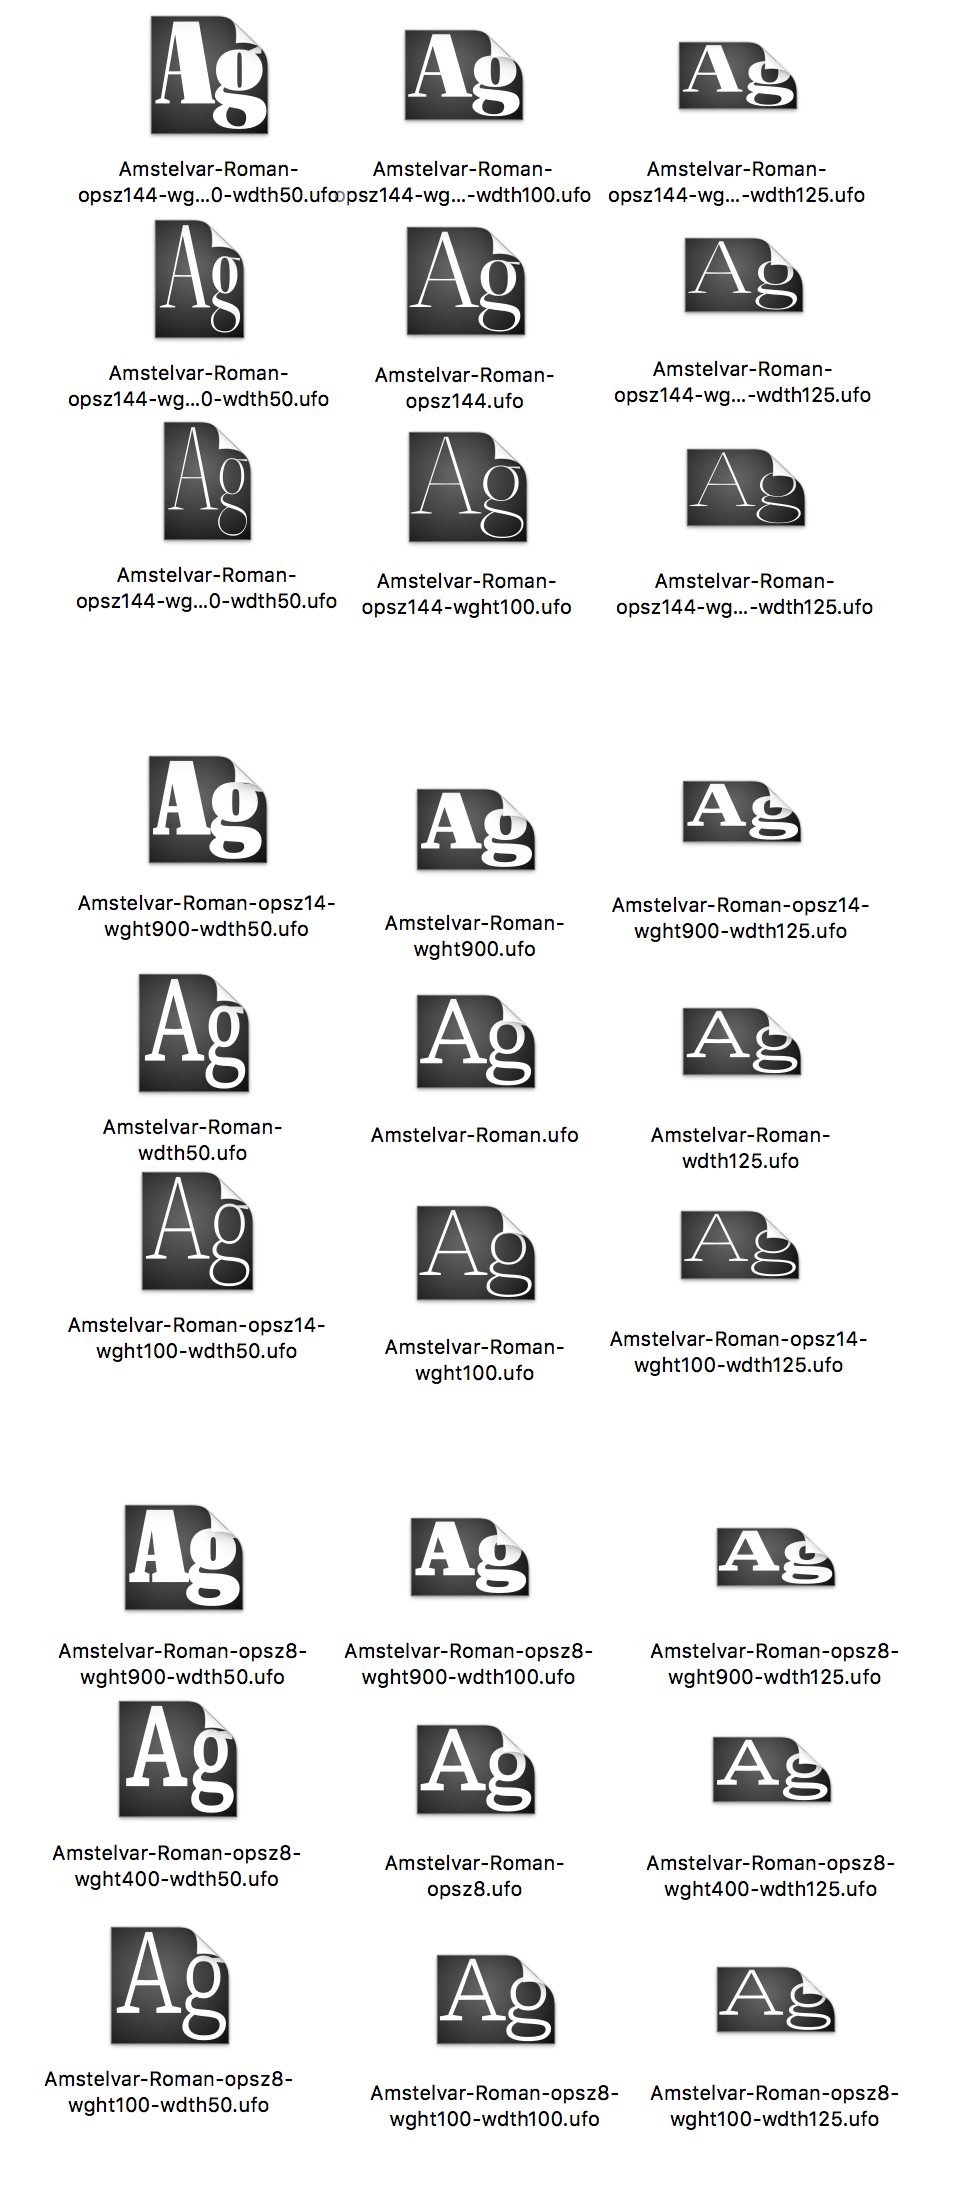 Ag Ag Ag
Amstelvar-Roman-
opsz144-wg...0-wdth50.ufo
Amstelvar-Roman-
opsz144-wg...-wdth100.ufo
Amstelvar-Roman-
opsz144-wg...-wdth125.ufo
Ag Ag Ag
Amstelvar-Roman-
opsz144-wg...0-wdth50.ufo
Amstelvar-Roman-
opsz144.ufo
Amstelvar-Roman-
opsz144-wg...-wdth125.ufo
Ag Ag Ag
Amstelvar-Roman-
opsz144-wg...0-wdth50.ufo
Amstelvar-Roman-
opsz144-wght100.ufo
Amstelvar-Roman-
opsz144-wg...-wdth125.ufo
Ag Ag Ag
Amstelvar-Roman-opsz14-
wght900-wdth50.ufo
Amstelvar-Roman-
wght900.ufo
Amstelvar-Roman-opsz14-
wght900-wdth125.ufo
Ag Ag Ag
Amstelvar-Roman-
wdth50.ufo
Amstelvar-Roman.ufo
Amstelvar-Roman-
wdth125.ufo
Ag Ag Ag
Amstelvar-Roman-opsz14-
wght100-wdth50.ufo
Amstelvar-Roman-
wght100.ufo
Amstelvar-Roman-opsz14-
wght100-wdth125.ufo
Ag Ag Ag
Amstelvar-Roman-opsz8-
wght900-wdth50.ufo
Amstelvar-Roman-opsz8-
wght900-wdth100.ufo
Amstelvar-Roman-opsz8-
wght900-wdth125.ufo
Ag Ag Ag
Amstelvar-Roman-opsz8-
wght400-wdth50.ufo
Amstelvar-Roman-
opsz8.ufo
Amstelvar-Roman-opsz8-
wght400-wdth125.ufo
Ag Ag Ag
Amstelvar-Roman-opsz8-
wght100-wdth50.ufo
Amstelvar-Roman-opsz8-
wght100-wdth100.ufo
Amstelvar-Roman-opsz8-
wght100-wdth125.ufo